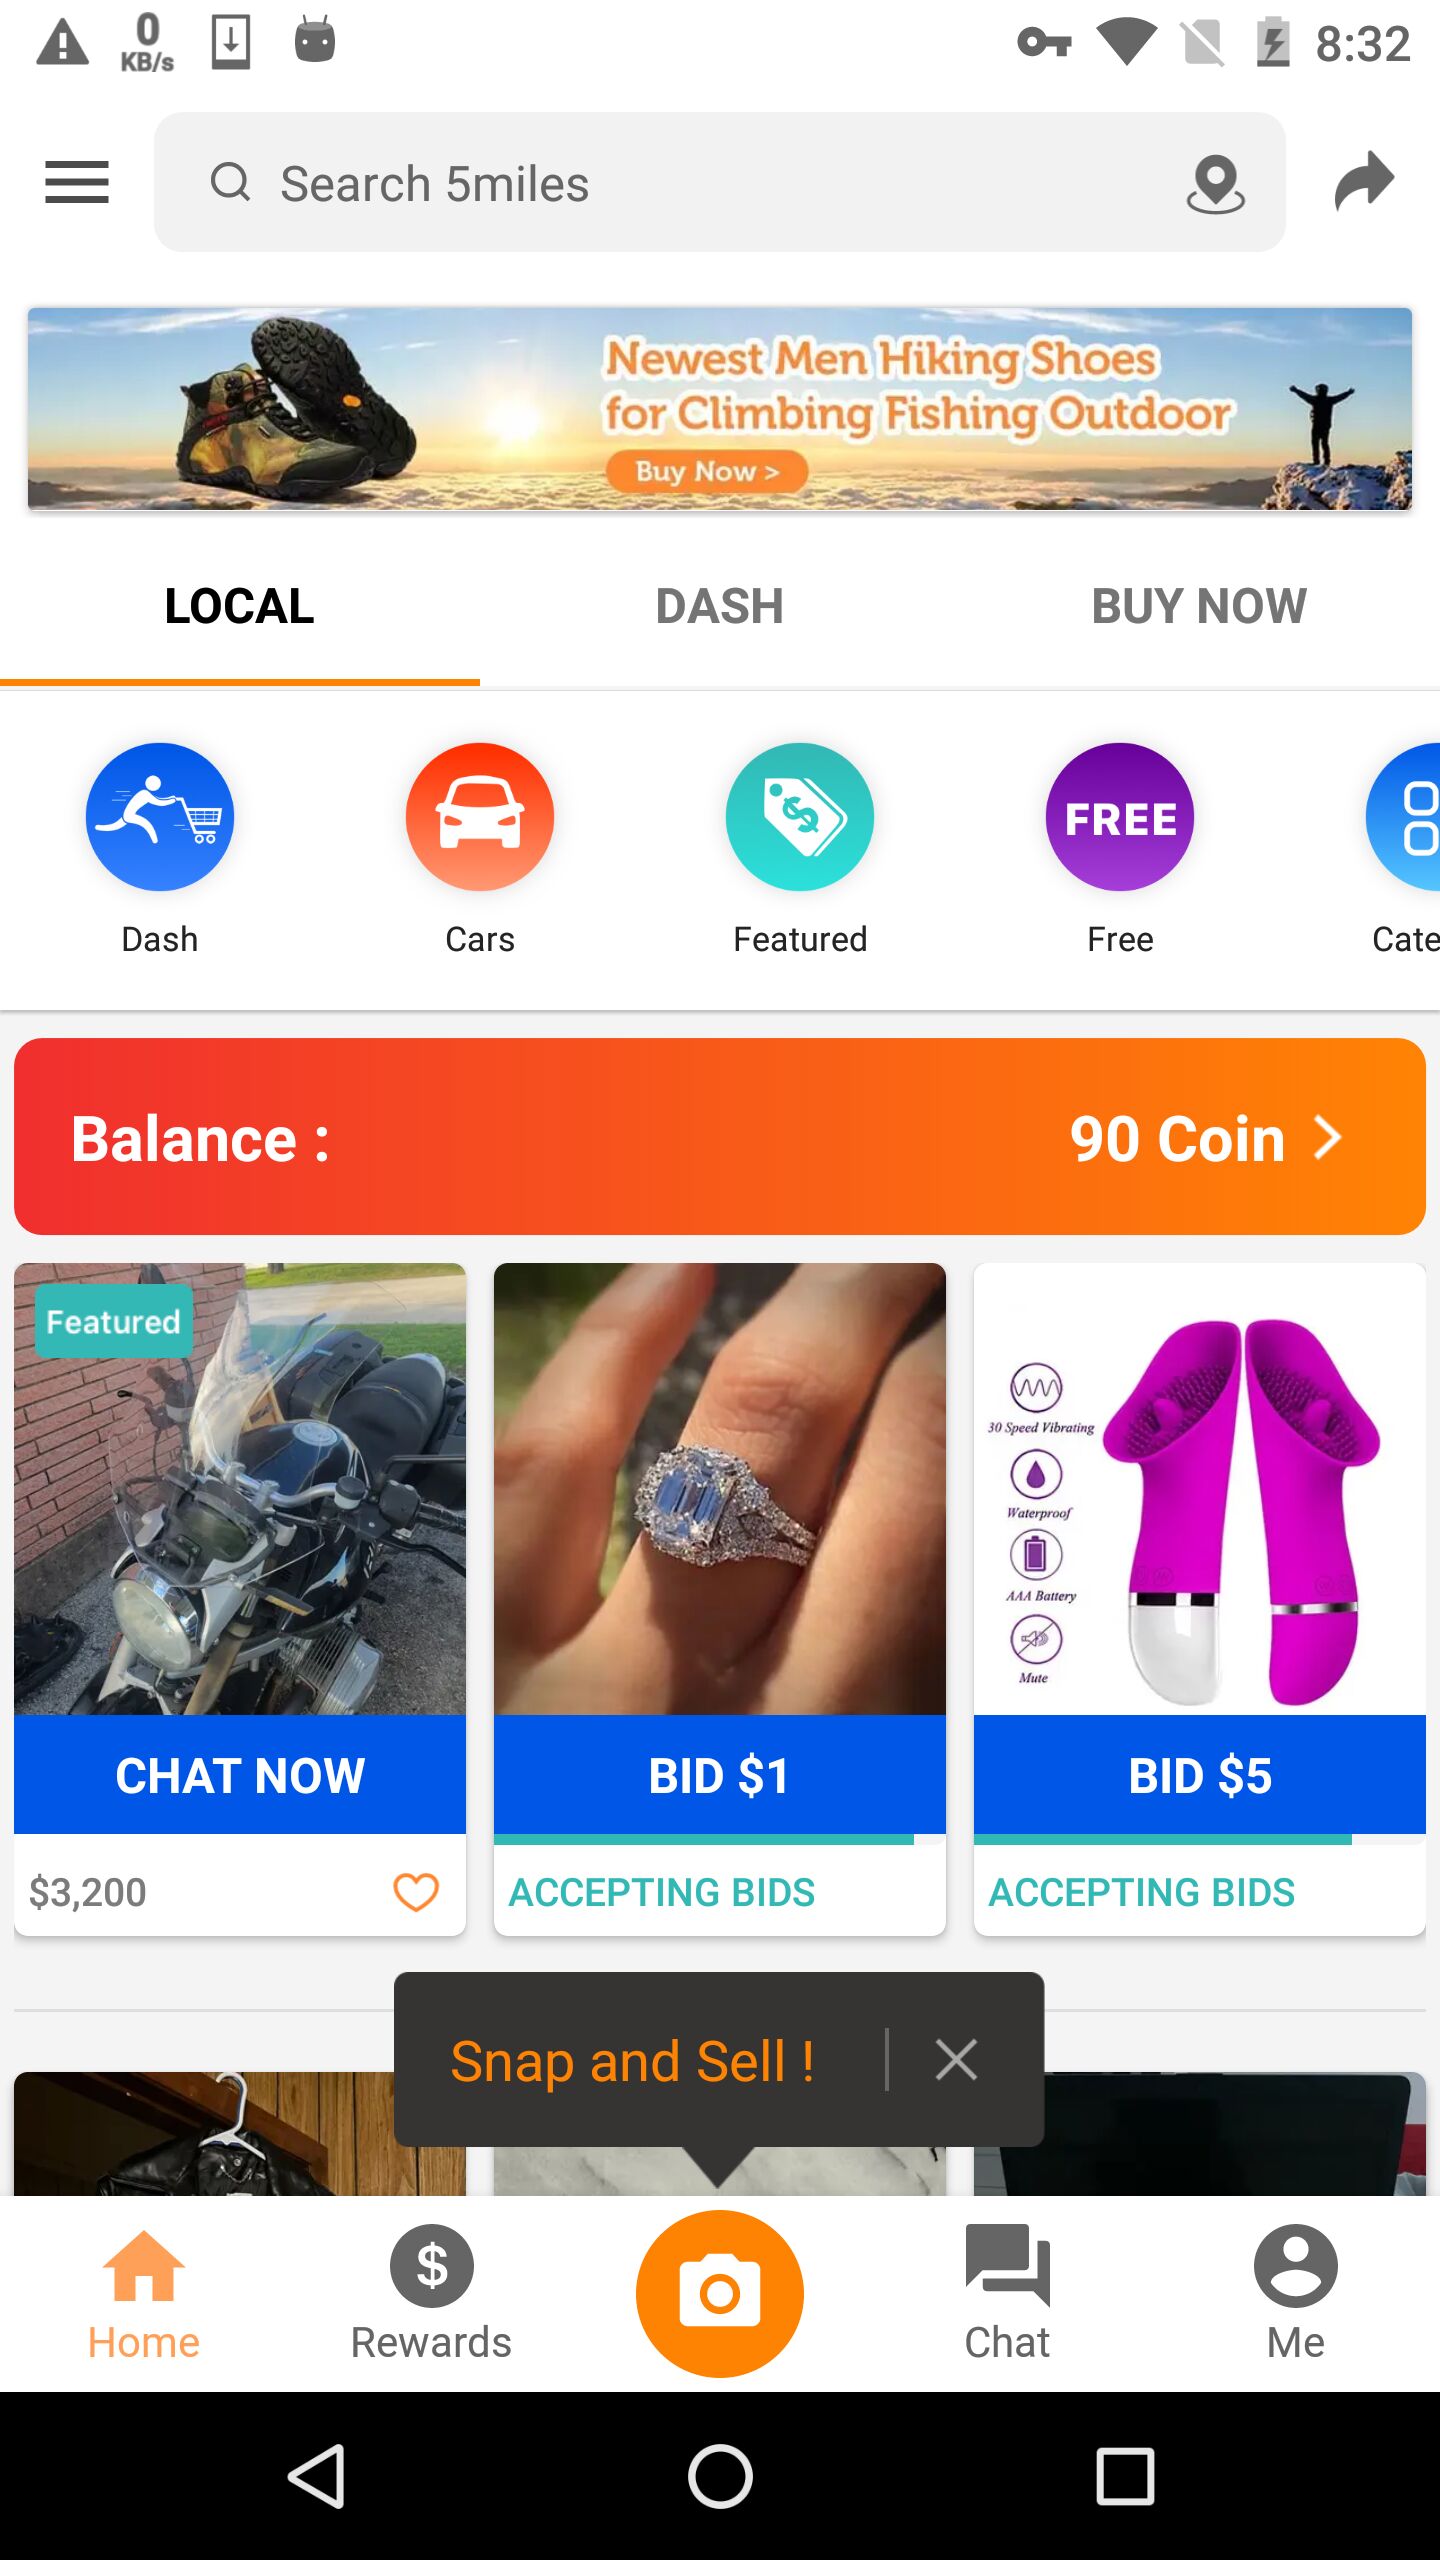 0
KB/s
8:32
Search 5miles
Newest Men Hiking Shoes
for Climbing Fishing Outdoor
Buy Now >
LOCAL
DASH
BUY NOW
FREE
Dash
Cars
Featured
Free
Cate
Balance :
90 Coin
Featured
30 Speed Vibrating
Waterproof
AAA Battery
Mute
CHAT NOW
BID $1
BID $5
$3,200
ACCEPTING BIDS
ACCEPTING BIDS
Snap and Sell !
Home
Rewards
Chat
Me